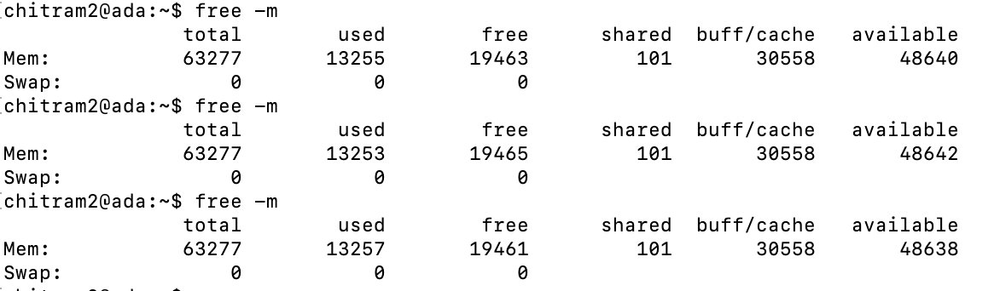 [chitram2@ada:~$ free -m
total used free shared buff/cache available
Mem: 63277 13255 19463 101 30558 48640
Swap: 0 0 0
[chitram2@ada:~$ free -m
total used free shared buff/cache available
Mem: 63277 13253 19465 101 30558 48642
Swap: 0 0 0
[chitram2@ada:~$ free -m
total used free shared buff/cache available
Mem: 63277 13257 19461 101 30558 48638
Swap: 0 0 0